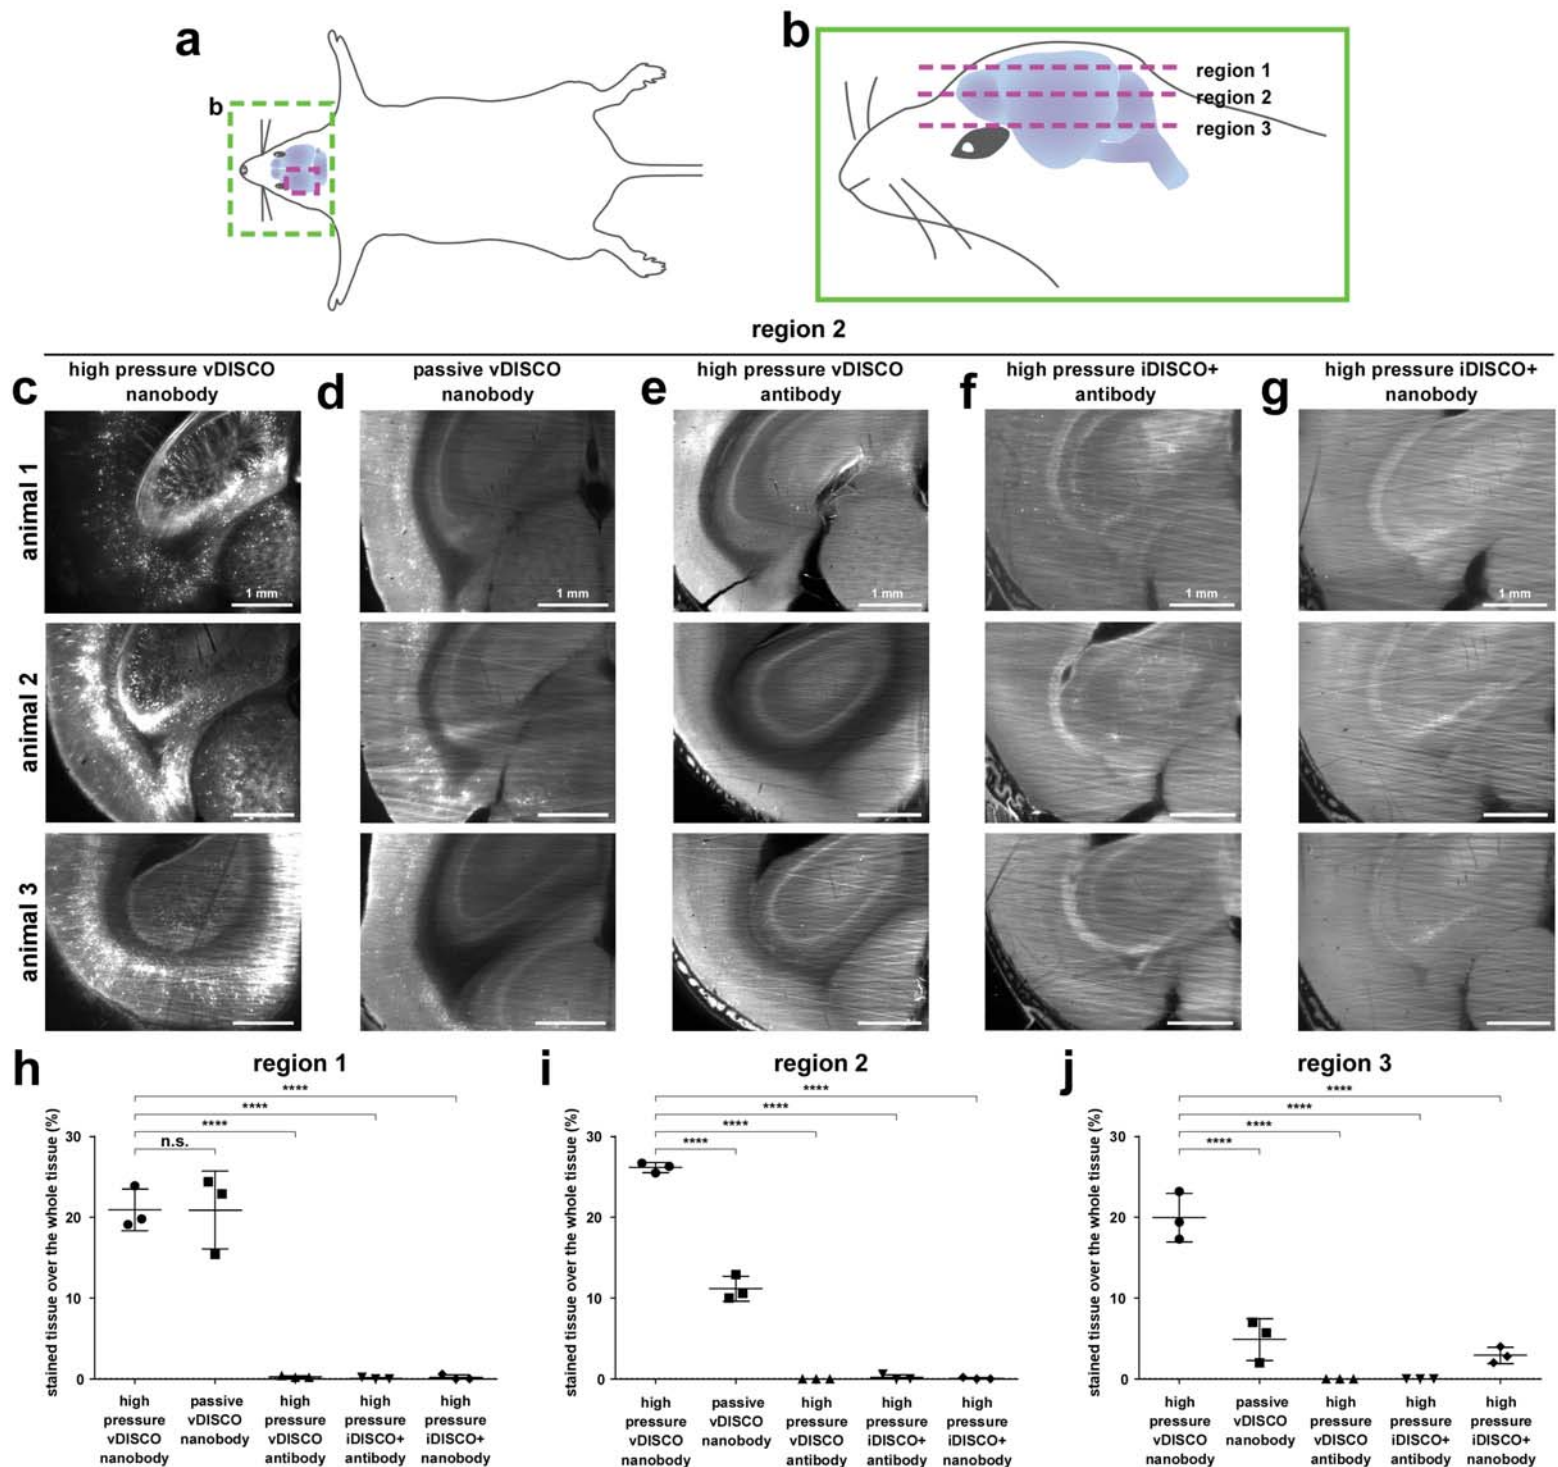 a
b
b
region 1
region 2
region 3
region 2
c
high pressure vDISCO
nanobody
d
passive vDISCO
nanobody
e
high pressure vDISCO
antibody
f
high pressure iDISCO+
antibody
g
high pressure iDISCO+
nanobody
animal 1
1 mm
1 mm
1 mm
1 mm
1 mm
animal 2
animal 3
h
region 1
stained tissue over the whole tissue (%)
****
****
****
n.s.
30
20
10
0
high
pressure
vDISCO
nanobody
passive
vDISCO
nanobody
high
pressure
vDISCO
antibody
high
pressure
iDISCO+
antibody
high
pressure
iDISCO+
nanobody
i
region 2
stained tissue over the whole tissue (%)
****
****
****
****
30
20
10
0
high
pressure
vDISCO
nanobody
passive
vDISCO
nanobody
high
pressure
vDISCO
antibody
high
pressure
iDISCO+
antibody
high
pressure
iDISCO+
nanobody
j
region 3
stained tissue over the whole tissue (%)
****
****
****
****
30
20
10
0
high
pressure
vDISCO
nanobody
passive
vDISCO
nanobody
high
pressure
vDISCO
antibody
high
pressure
iDISCO+
antibody
high
pressure
iDISCO+
nanobody